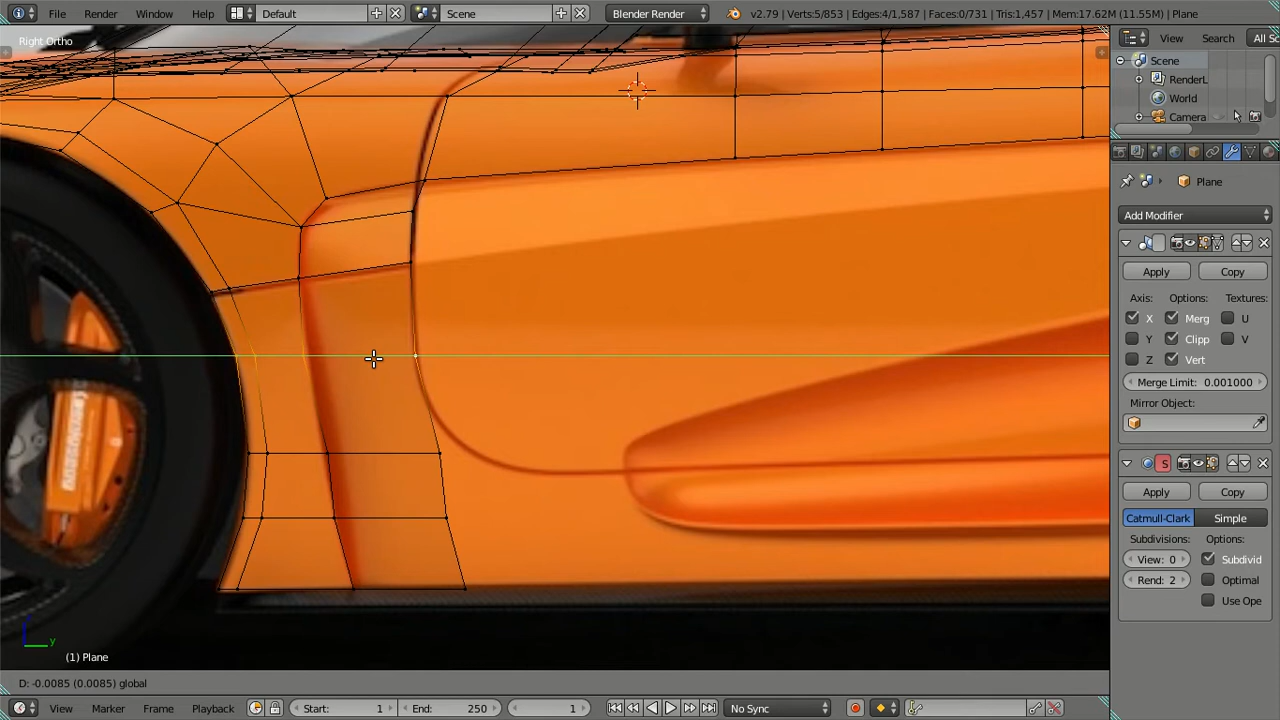 File Render Window Help Default Scene Blender Render v2.79 | Verts:5/853 | Edges:4/1,587 | Faces:0/731 | Tris:1,457 | Mem:17.62M (11.55M) | Plane
Right Ortho
View Search All Sc
Scene
RenderL
World
Camera
Plane
Add Modifier
Apply Copy
Axis: Options: Textures:
X Merg U
Y Clipp V
Z Vert
Merge Limit: 0.001000
Mirror Object:
S
Apply Copy
Catmull-Clark Simple
Subdivisions: Options:
View: 0 Subdivid
Rend: 2 Optimal
Use Ope
y
(1) Plane
D: -0.0085 (0.0085) global
View Marker Frame Playback Start: 1 End: 250 1 No Sync